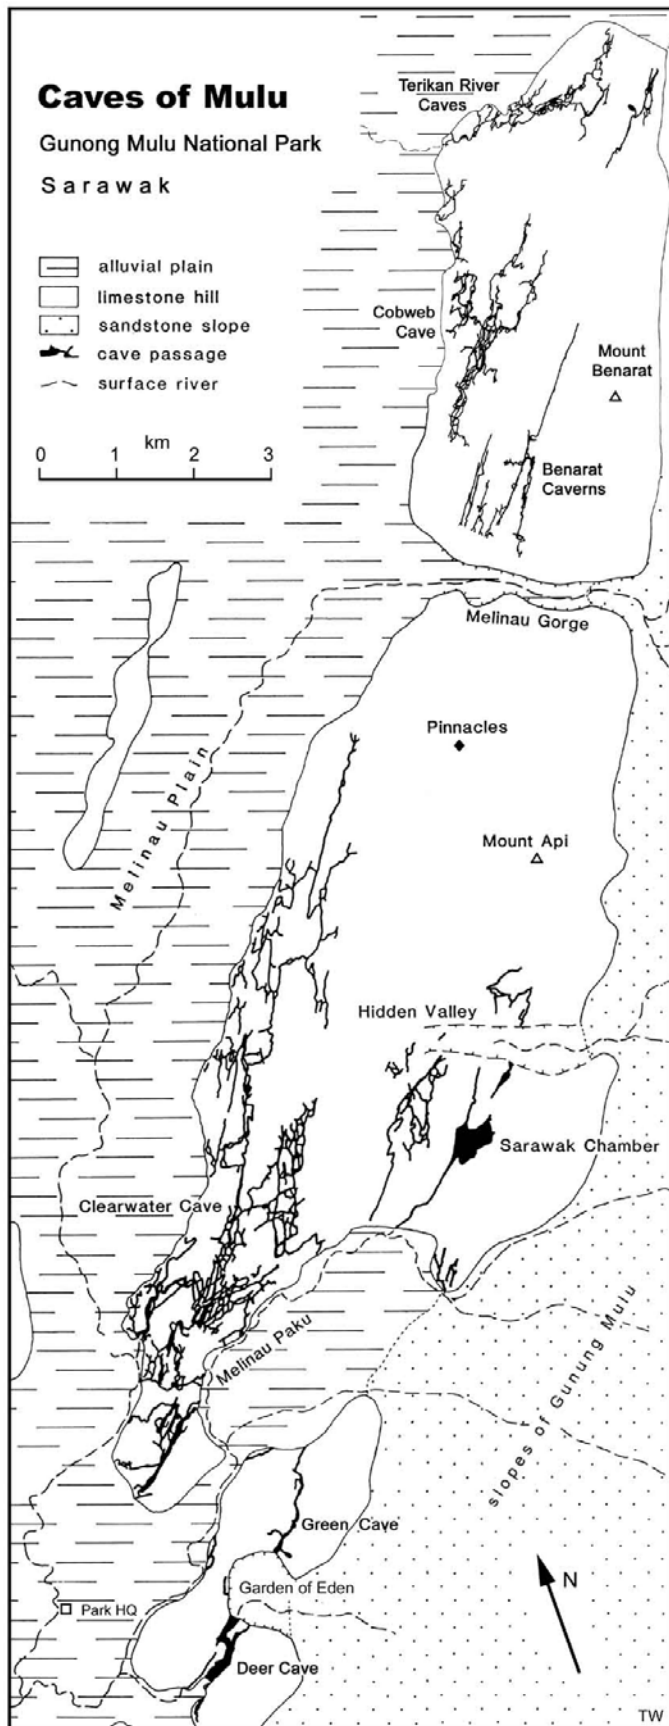 Caves of Mulu
Gunong Mulu National Park
Sarawak
alluvial plain
limestone hill
sandstone slope
cave passage
surface river
km
0 1 2 3
Terikan River
Caves
Cobweb
Cave
Mount
Benarat
Benarat
Caverns
Melinau Gorge
Pinnacles
Melinau Plain
Mount Api
Hidden Valley
Sarawak Chamber
Clearwater Cave
Melinau Paku
slopes of Gunung Mulu
Green Cave
Garden of Eden
Park HQ
N
Deer Cave
TW